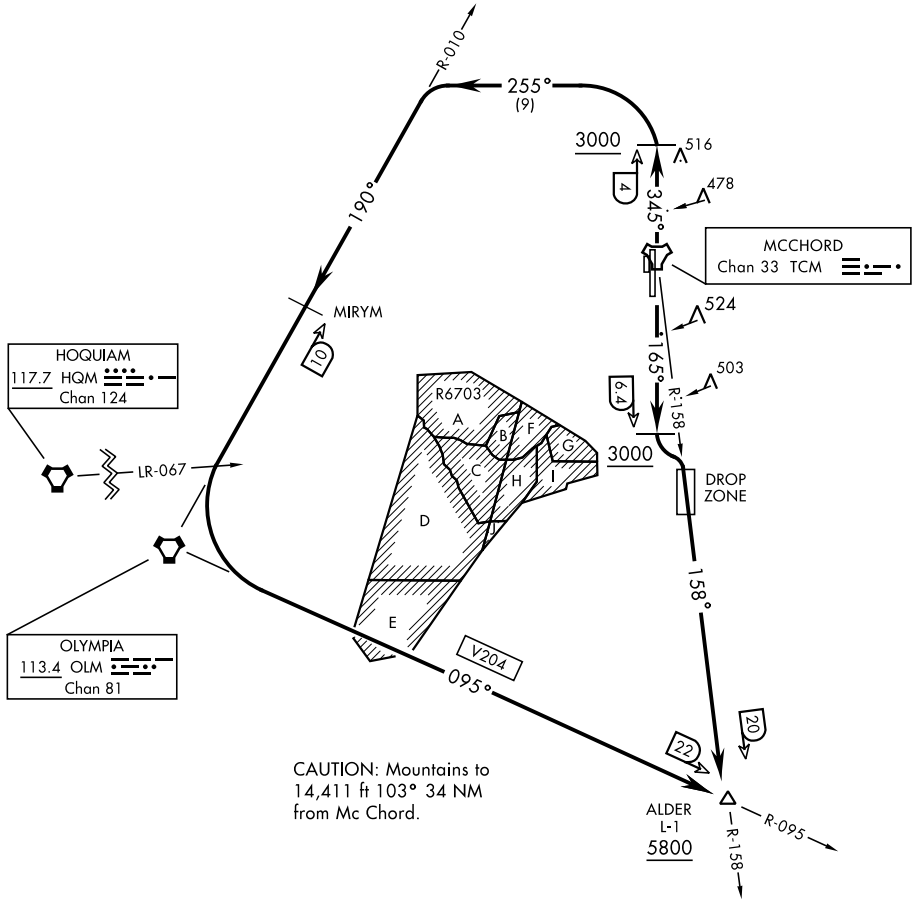 R-010
255°
(9)
3000
516
4
345°
478
190°
MCCHORD
Chan 33 TCM
MIRYM
10
524
165°
HOQUIAM
117.7 HQM
Chan 124
R6703
A
B
F
G
C
H
I
J
D
E
6.4
R-158
503
3000
LR-067
DROP
ZONE
158°
OLYMPIA
113.4 OLM
Chan 81
V204
095°
22
20
CAUTION: Mountains to
14,411 ft 103° 34 NM
from Mc Chord.
ALDER
L-1
5800
R-095
R-158